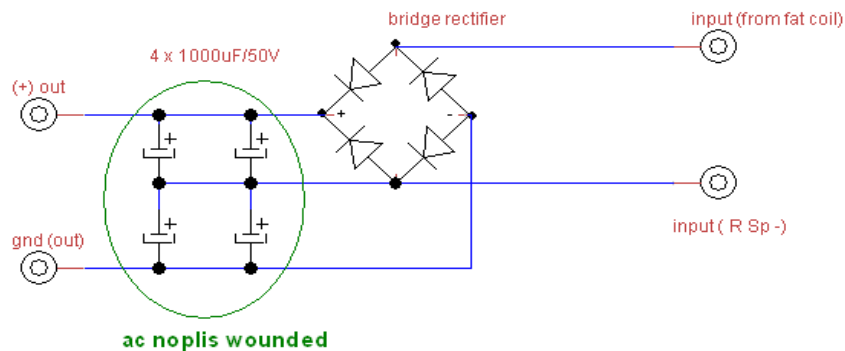 bridge rectifier
input (from fat coil)
4 x 1000uF/50V
(+) out
+
-
+
+
+
+
input ( R Sp -)
gnd (out)
ac noplis wounded